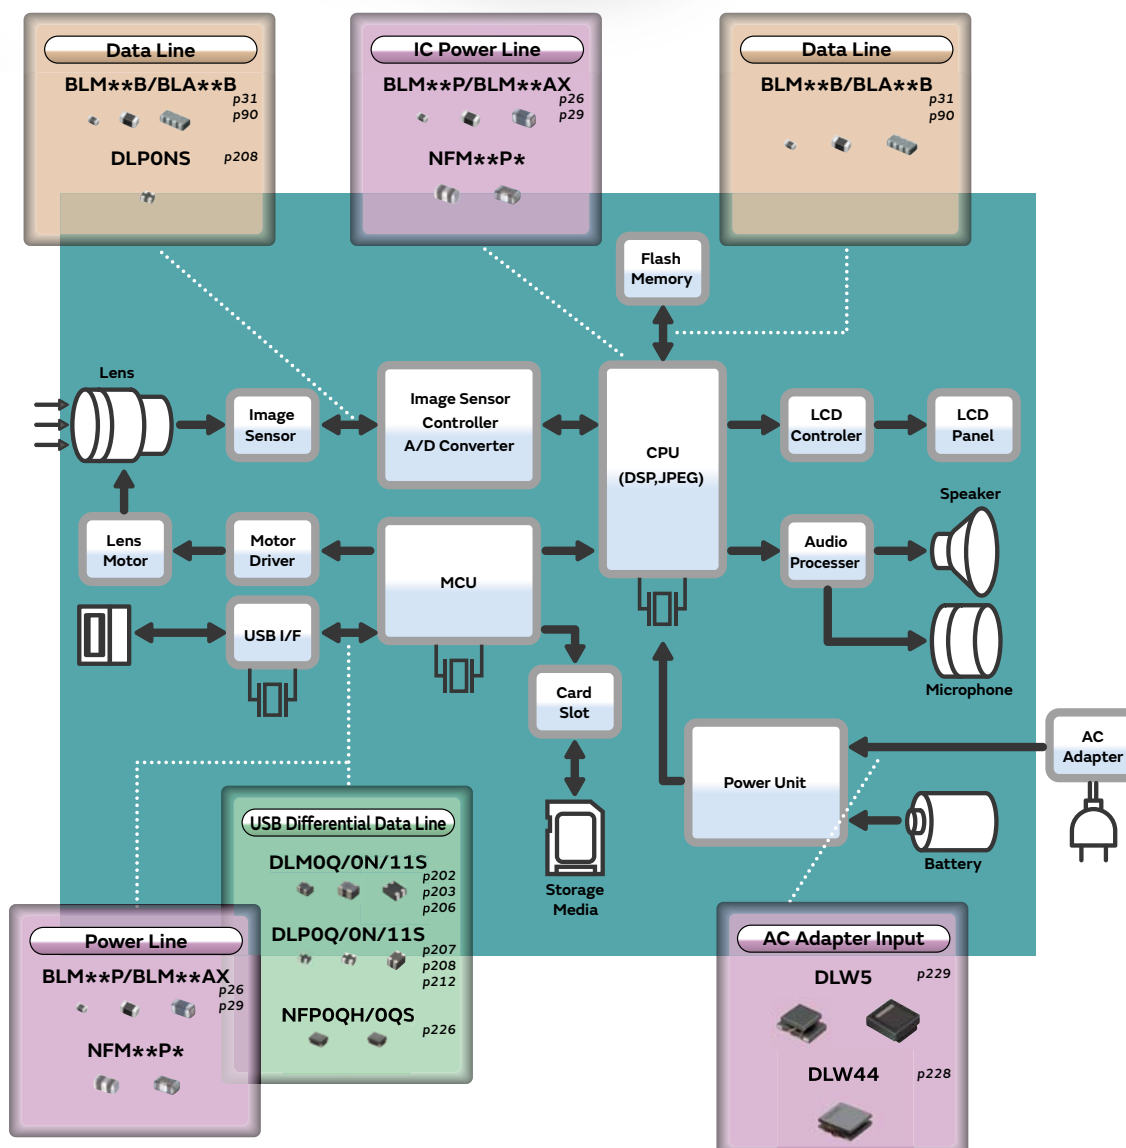 Data Line
BLM**B/BLA**B
p31
p90
DLP0NS
p208
IC Power Line
BLM**P/BLM**AX
p26
p29
NFM**P*
Data Line
BLM**B/BLA**B
p31
p90
Flash
Memory
Lens
Image
Sensor
Image Sensor
Controller
A/D Converter
CPU
(DSP,JPEG)
LCD
Controler
LCD
Panel
Speaker
Lens
Motor
Motor
Driver
MCU
Audio
Processer
USB I/F
Microphone
Card
Slot
Power Unit
AC
Adapter
Battery
Storage
Media
USB Differential Data Line
DLM0Q/0N/11S
p202
p203
p206
DLP0Q/0N/11S
p207
p208
p212
NFP0QH/0QS
p226
Power Line
BLM**P/BLM**AX
p26
p29
NFM**P*
AC Adapter Input
DLW5
p229
DLW44
p228